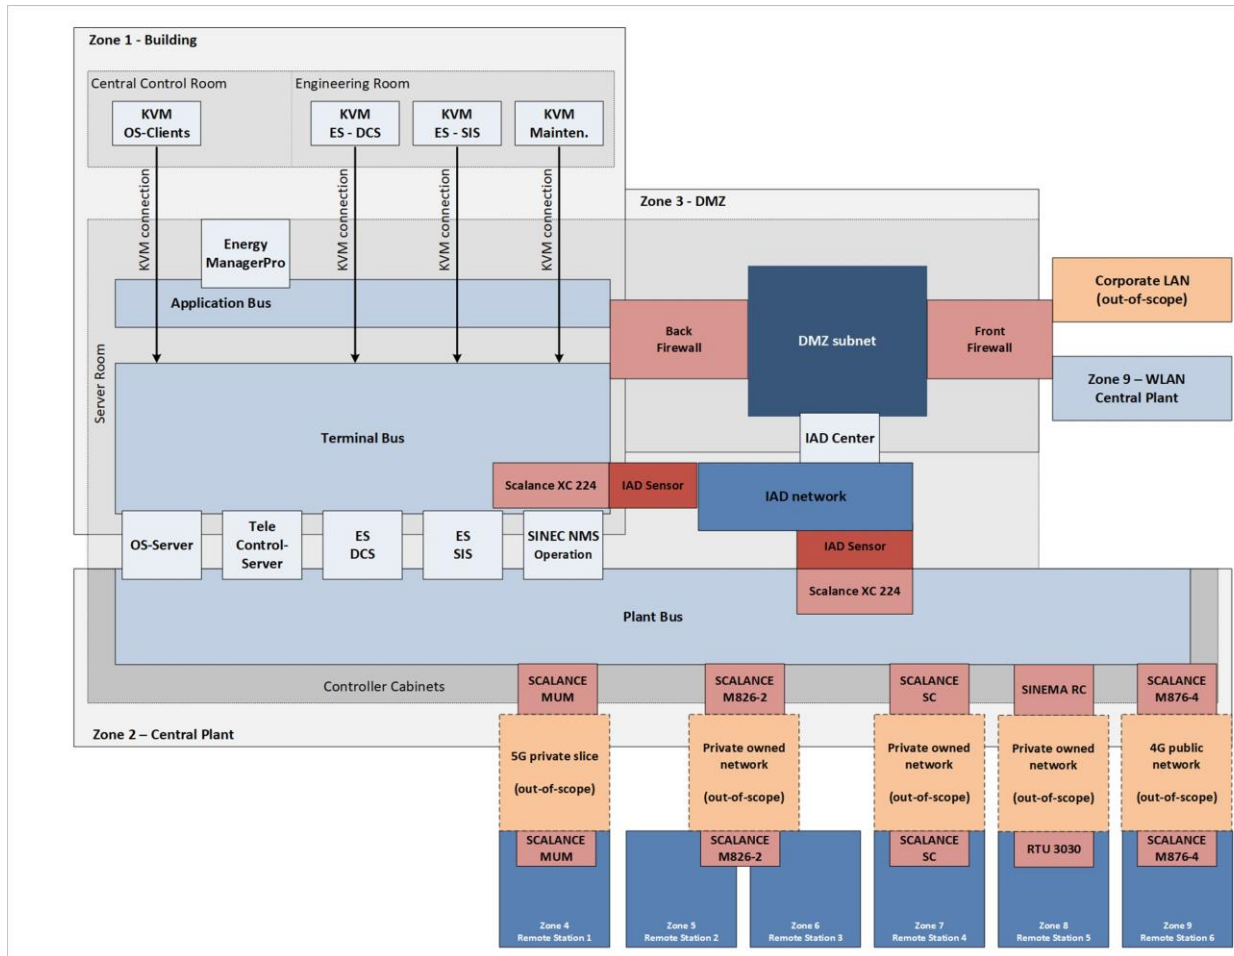 Zone 1 - Building
Central Control Room
Engineering Room
KVM
OS-Clients
KVM
ES - DCS
KVM
ES - SIS
KVM
Mainten.
KVM connection
KVM connection
KVM connection
KVM connection
Zone 3 - DMZ
Energy
ManagerPro
Application Bus
Server Room
Back
Firewall
DMZ subnet
Front
Firewall
Corporate LAN
(out-of-scope)
Zone 9 – WLAN
Central Plant
Terminal Bus
IAD Center
Scalance XC 224
IAD Sensor
IAD network
OS-Server
Tele
Control-
Server
ES
DCS
ES
SIS
SINEC NMS
Operation
IAD Sensor
Scalance XC 224
Plant Bus
Controller Cabinets
SCALANCE
MUM
SCALANCE
M826-2
SCALANCE
SC
SINEMA RC
SCALANCE
M876-4
Zone 2 – Central Plant
5G private slice
(out-of-scope)
Private owned
network
(out-of-scope)
Private owned
network
(out-of-scope)
Private owned
network
(out-of-scope)
4G public
network
(out-of-scope)
SCALANCE
MUM
SCALANCE
M826-2
SCALANCE
SC
RTU 3030
SCALANCE
M876-4
Zone 4
Remote Station 1
Zone 5
Remote Station 2
Zone 6
Remote Station 3
Zone 7
Remote Station 4
Zone 8
Remote Station 5
Zone 9
Remote Station 6